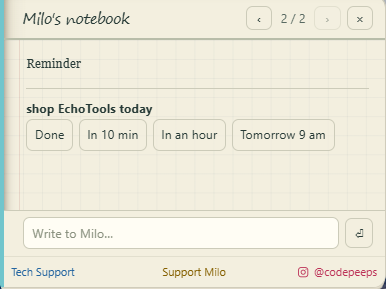 Milo's notebook
‹ 2 / 2 › ×
Reminder
shop EchoTools today
Done In 10 min In an hour Tomorrow 9 am
Write to Milo...
Tech Support Support Milo @codepeeps